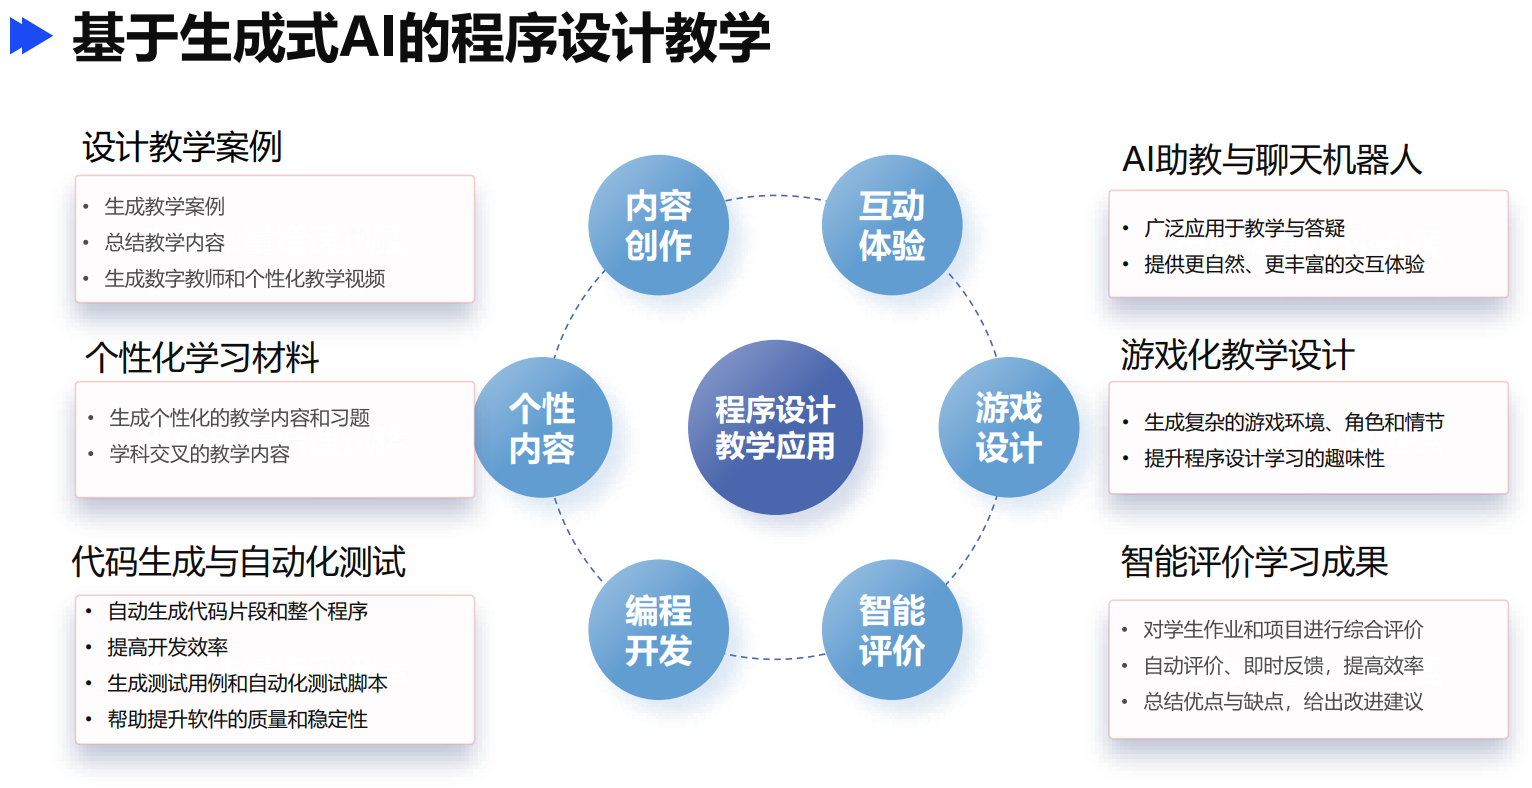 基于生成式AI的程序设计教学
设计教学案例
• 生成教学案例
• 总结教学内容
• 生成数字教师和个性化教学视频
个性化学习材料
• 生成个性化的教学内容和习题
• 学科交叉的教学内容
代码生成与自动化测试
• 自动生成代码片段和整个程序
• 提高开发效率
• 生成测试用例和自动化测试脚本
• 帮助提升软件的质量和稳定性
内容
创作
互动
体验
个性
内容
程序设计
教学应用
游戏
设计
编程
开发
智能
评价
AI助教与聊天机器人
• 广泛应用于教学与答疑
• 提供更自然、更丰富的交互体验
游戏化教学设计
• 生成复杂的游戏环境、角色和情节
• 提升程序设计学习的趣味性
智能评价学习成果
• 对学生作业和项目进行综合评价
• 自动评价、即时反馈，提高效率
• 总结优点与缺点，给出改进建议